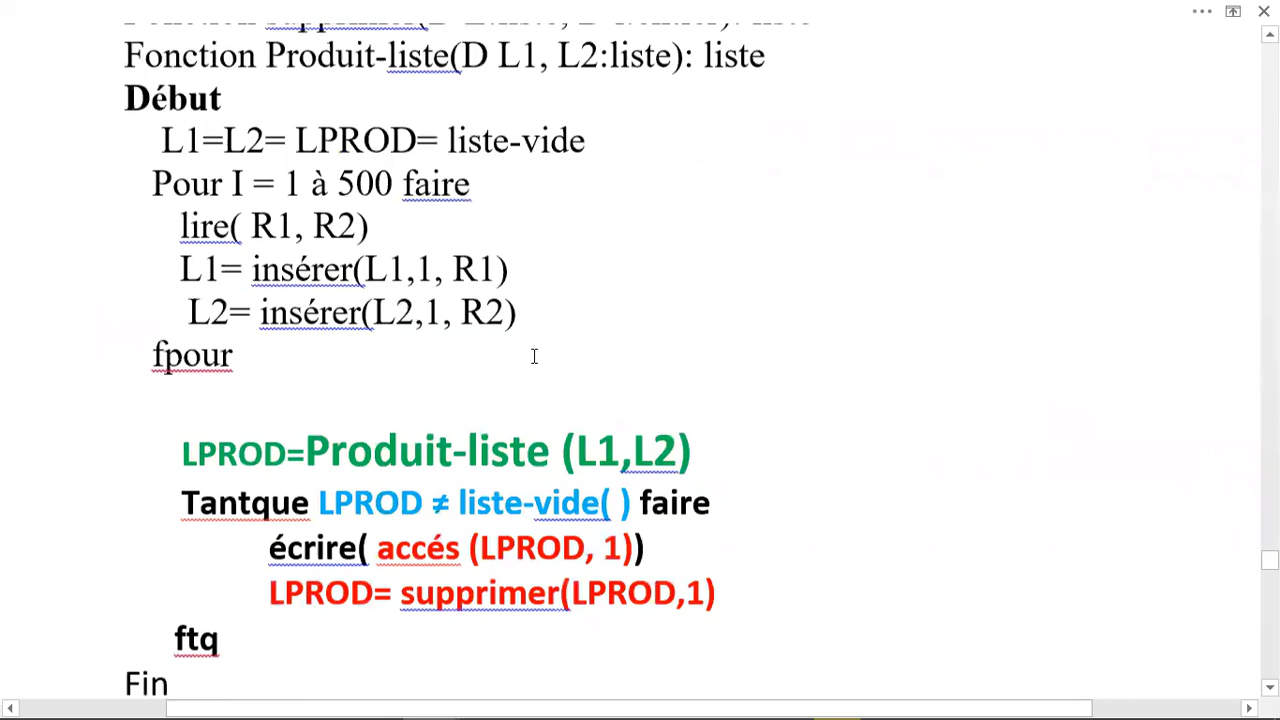 Fonction Produit-liste(D L1, L2:liste): liste
Début
L1=L2= LPROD= liste-vide
Pour I = 1 à 500 faire
lire( R1, R2)
L1= insérer(L1,1, R1)
L2= insérer(L2,1, R2)
fpour
LPROD=Produit-liste (L1,L2)
Tantque LPROD ≠ liste-vide( ) faire
écrire( accés (LPROD, 1))
LPROD= supprimer(LPROD,1)
ftq
Fin